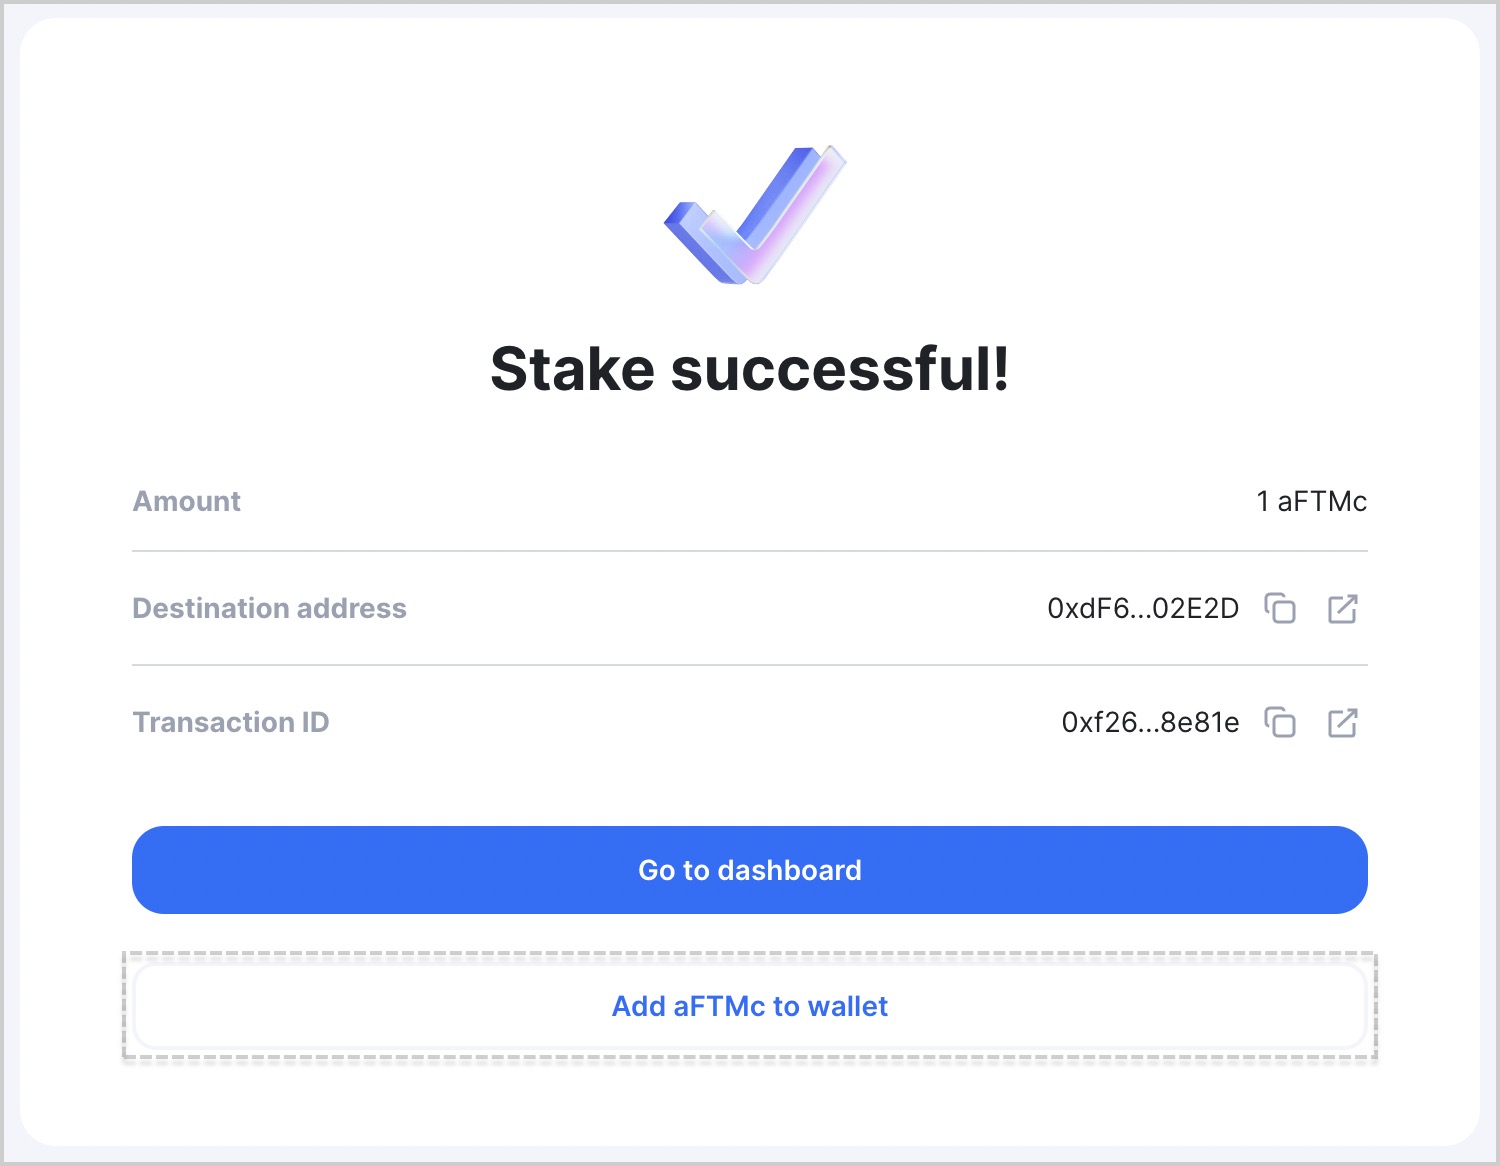 Stake successful!
Amount
1 aFTMc
Destination address
0xdF6...02E2D
Transaction ID
0xf26...8e81e
Go to dashboard
Add aFTMc to wallet